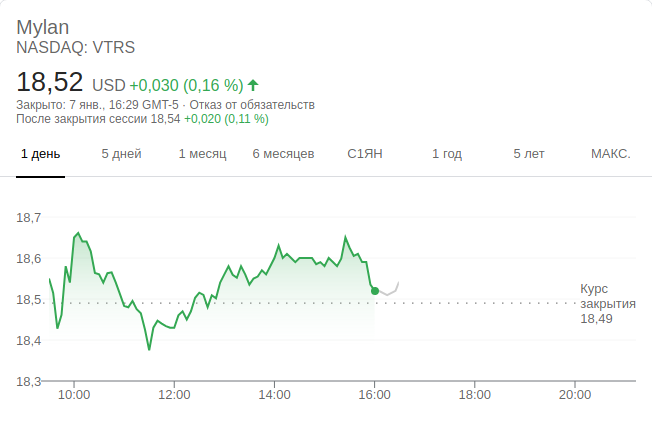 Mylan
NASDAQ: VTRS
18,52 USD +0,030 (0,16 %)
Закрыто: 7 янв., 16:29 GMT-5 · Отказ от обязательств
После закрытия сессии 18,54 +0,020 (0,11 %)
1 день 5 дней 1 месяц 6 месяцев С1ЯН 1 год 5 лет МАКС.
18,7
18,6
18,5
18,4
18,3
Курс
закрытия
18,49
10:00 12:00 14:00 16:00 18:00 20:00